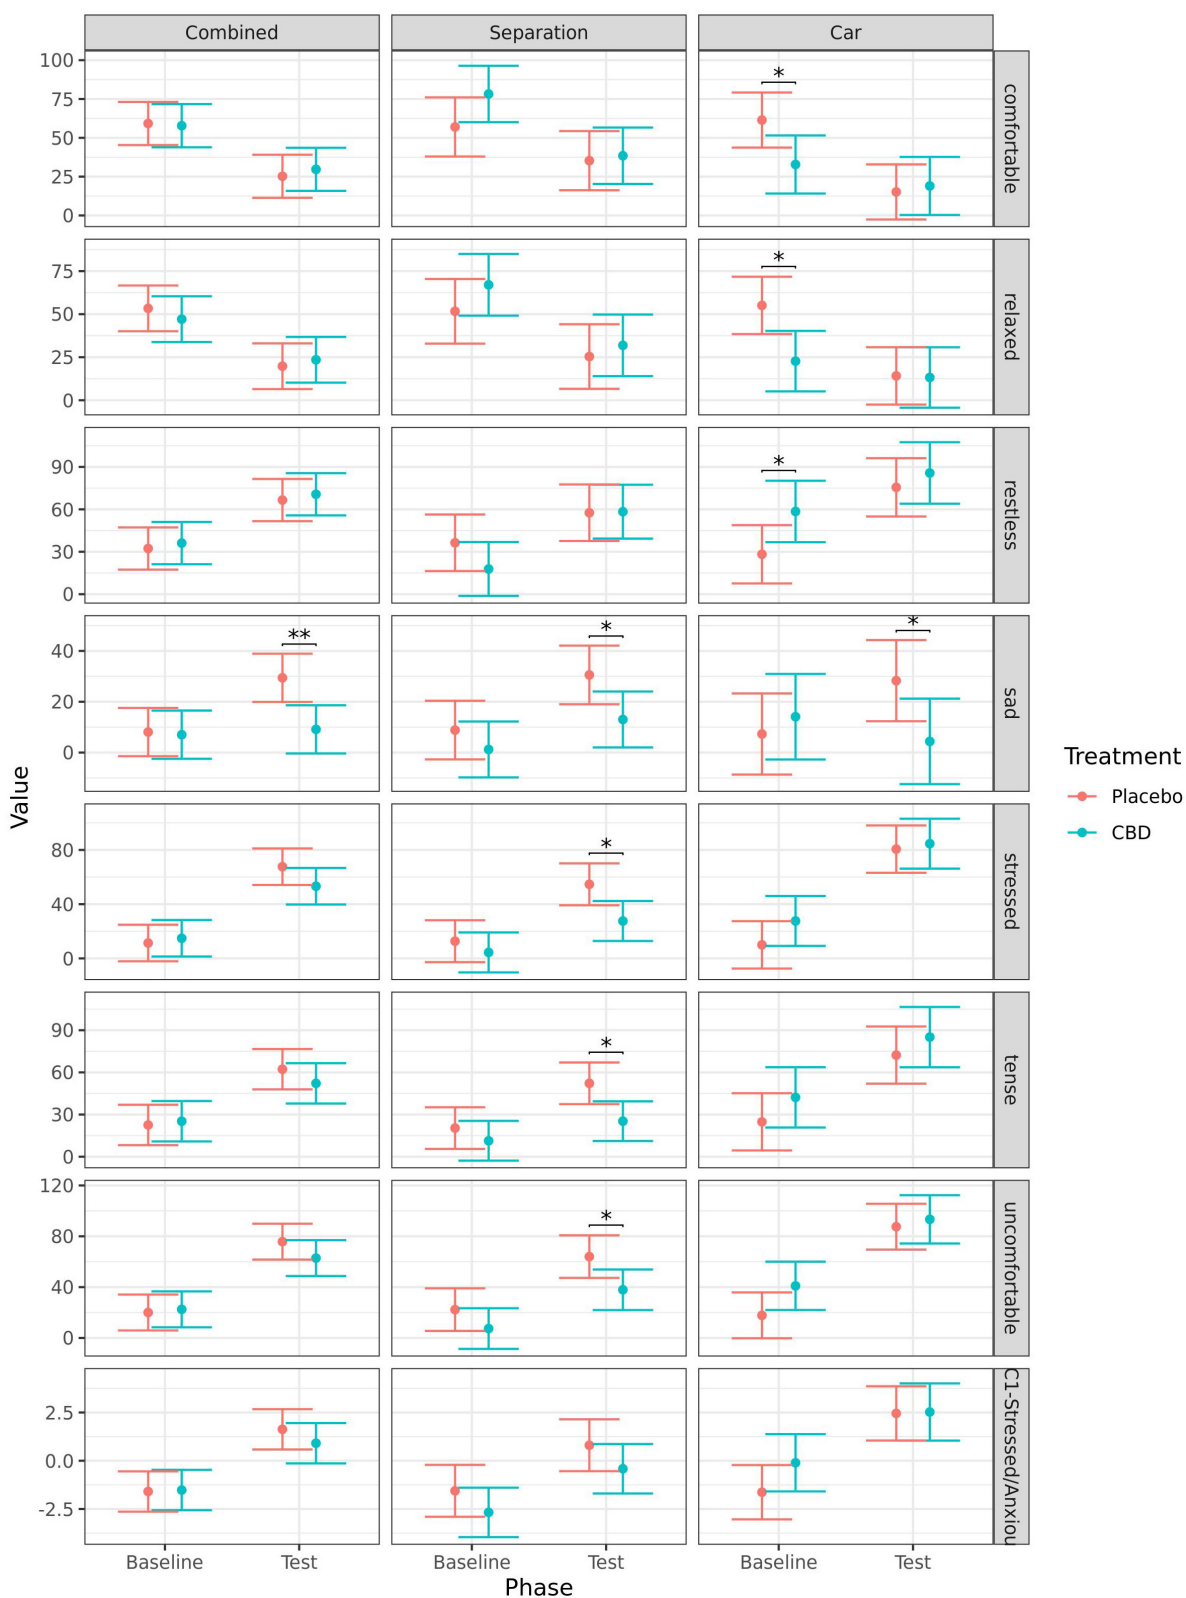 Combined Separation Car
100
75
50
25
0
*
comfortable
75
50
25
0
*
relaxed
90
60
30
0
*
restless
40
20
0
** * *
sad
80
40
0
*
stressed
90
60
30
0
*
tense
120
80
40
0
*
uncomfortable
2.5
0.0
-2.5
C1-Stressed/Anxiou
Baseline Test Baseline Test Baseline Test
Phase
Value
Treatment
Placebo
CBD